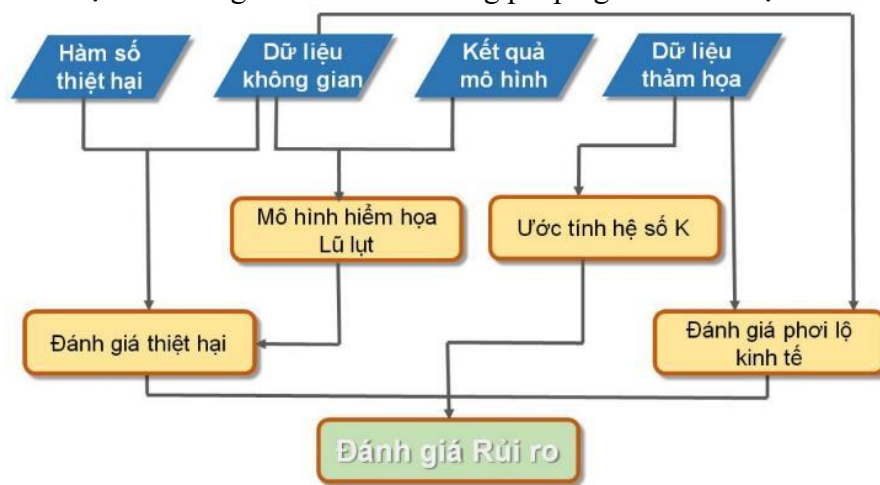 Hàm số
thiệt hại
Dữ liệu
không gian
Kết quả
mô hình
Dữ liệu
thảm họa
Mô hình hiểm họa
Lũ lụt
Ước tính hệ số K
Đánh giá thiệt hại
Đánh giá phơi lộ
kinh tế
Đánh giá Rủi ro